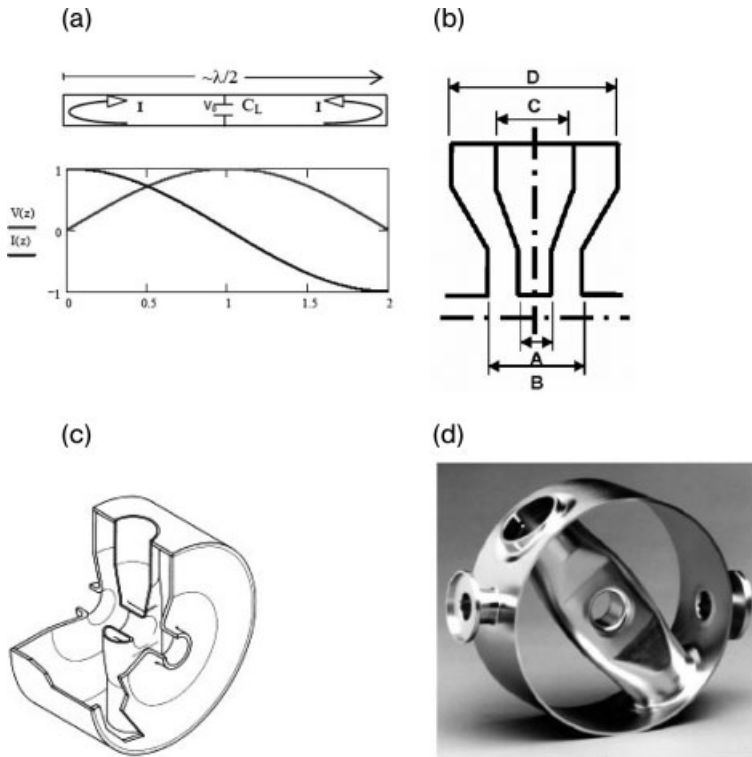 (a)
~λ/2
I
V₀
C_L
I
1
V(z)
0
I(z)
−1
0
0.5
1
1.5
2
(b)
D
C
A
B
(c)
(d)